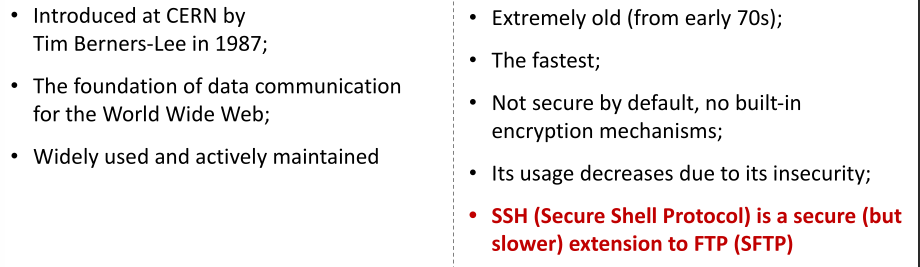 • Introduced at CERN by
Tim Berners-Lee in 1987;
• The foundation of data communication
for the World Wide Web;
• Widely used and actively maintained
• Extremely old (from early 70s);
• The fastest;
• Not secure by default, no built-in
encryption mechanisms;
• Its usage decreases due to its insecurity;
• SSH (Secure Shell Protocol) is a secure (but
slower) extension to FTP (SFTP)